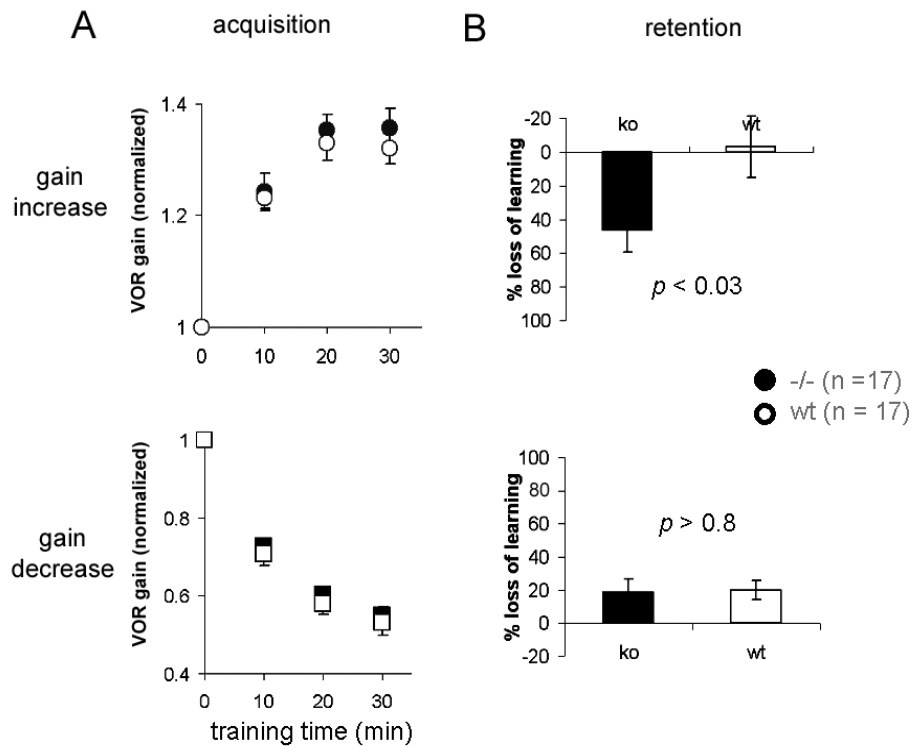 A
acquisition
B
retention
gain
increase
VOR gain (normalized)
1.4
1.2
1
0
10
20
30
% loss of learning
-20
0
20
40
60
80
100
ko
wt
p < 0.03
-/- (n =17)
wt (n = 17)
gain
decrease
VOR gain (normalized)
1
0.8
0.6
0.4
0
10
20
30
training time (min)
% loss of learning
100
80
60
40
20
0
-20
p > 0.8
ko
wt